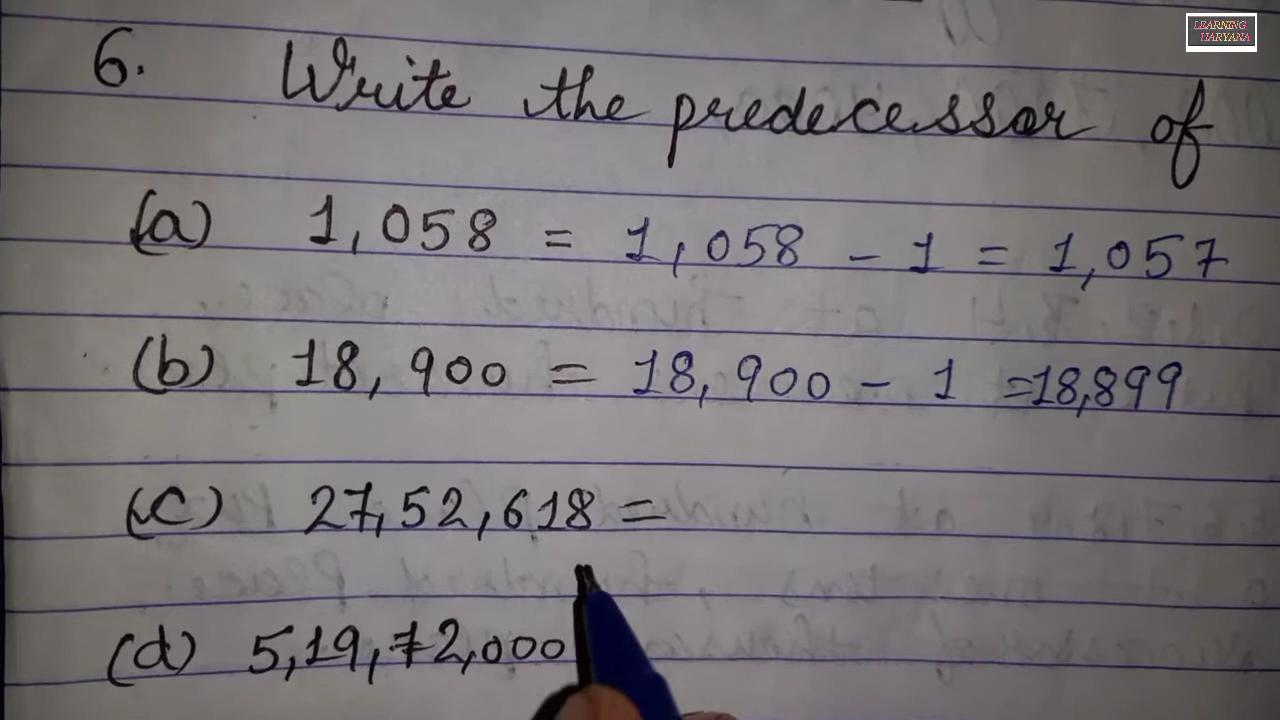 LEARNING
HARYANA
6. Write the predecessor of
(a) 1,058 = 1,058 - 1 = 1,057
(b) 18,900 = 18,900 - 1 =18,899
(c) 27,52,618 =
(d) 5,19,72,000